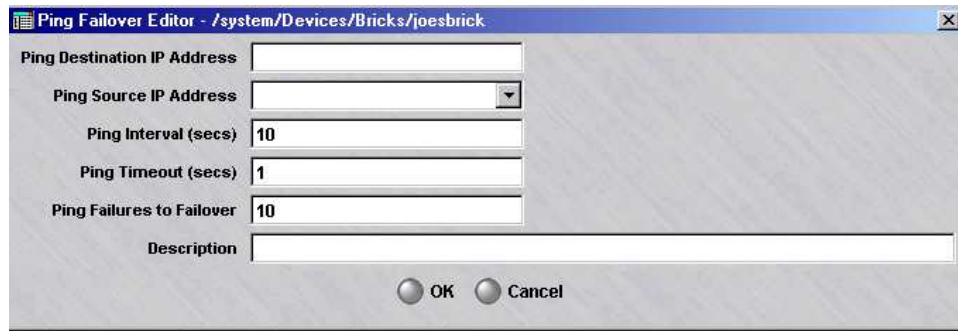 Ping Failover Editor - /system/Devices/Bricks/joesbrick
Ping Destination IP Address
Ping Source IP Address
Ping Interval (secs) 10
Ping Timeout (secs) 1
Ping Failures to Failover 10
Description
OK Cancel